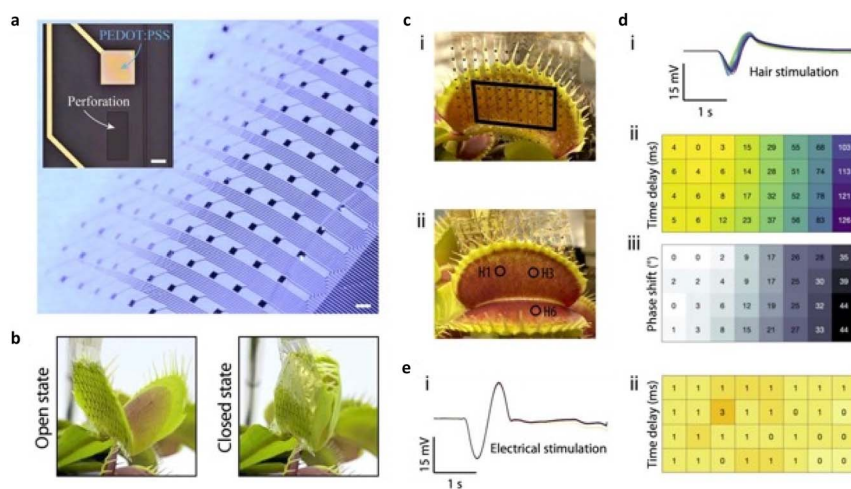 a
PEDOT:PSS
Perforation
b
Open state
Closed state
c
i
ii
H1
H3
H6
d
i
15 mV
1 s
Hair stimulation
ii
Time delay (ms)
4 0 3 15 29 55 68 103
6 4 6 14 28 51 74 113
4 6 8 17 32 52 78 121
5 6 12 23 37 56 83 126
iii
Phase shift (°)
0 0 2 9 17 26 28 35
2 2 4 9 17 25 30 39
0 3 6 12 19 25 32 44
1 3 8 15 21 27 33 44
e
i
15 mV
1 s
Electrical stimulation
ii
Time delay (ms)
1 1 1 1 1 1 1 1
1 1 3 1 1 0 1 0
1 1 1 1 0 1 0 0
1 1 0 1 1 1 0 0